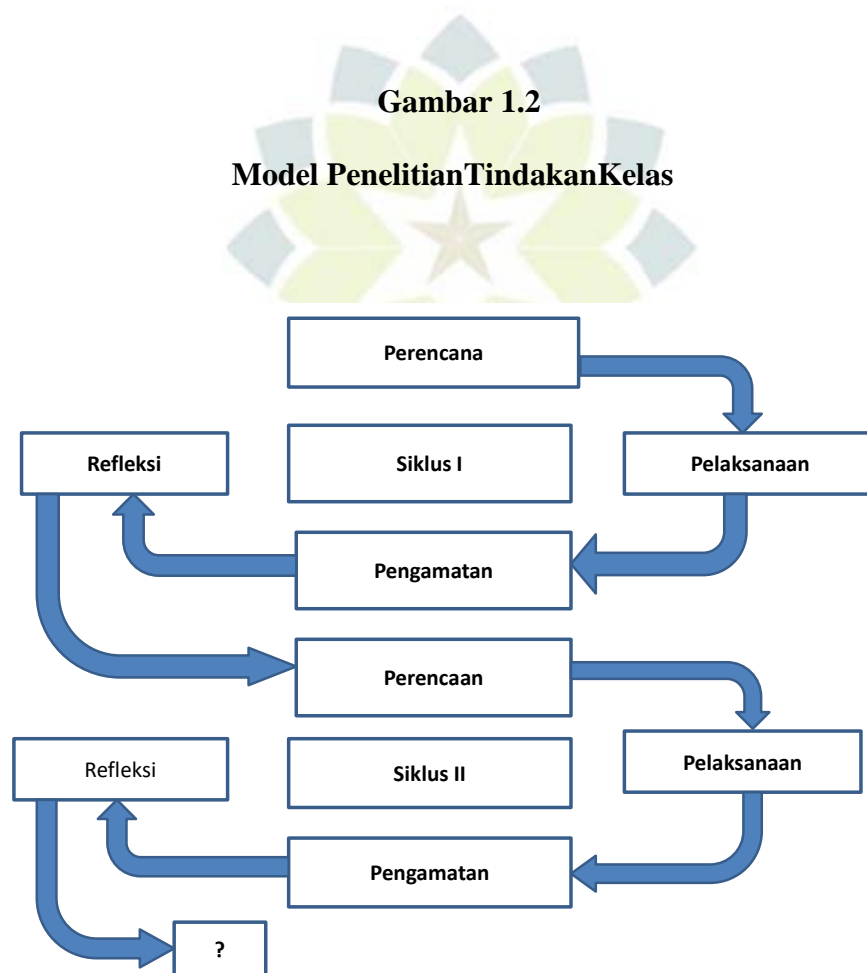 Gambar 1.2
Model PenelitianTindakanKelas
Perencana
Refleksi
Siklus I
Pelaksanaan
Pengamatan
Perencaan
Refleksi
Siklus II
Pelaksanaan
Pengamatan
?